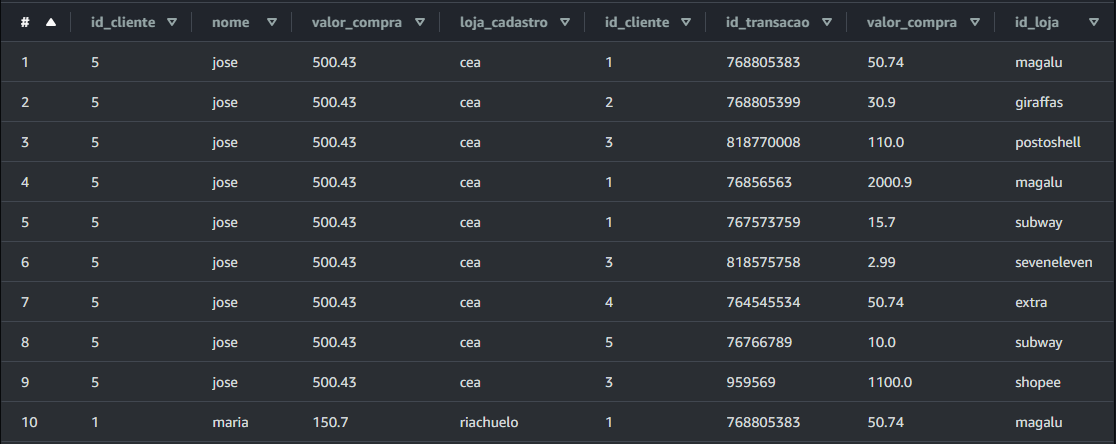 # id_cliente nome valor_compra loja_cadastro id_cliente id_transacao valor_compra id_loja
1 5 jose 500.43 cea 1 768805383 50.74 magalu
2 5 jose 500.43 cea 2 768805399 30.9 giraffas
3 5 jose 500.43 cea 3 818770008 110.0 postoshell
4 5 jose 500.43 cea 1 76856563 2000.9 magalu
5 5 jose 500.43 cea 1 767573759 15.7 subway
6 5 jose 500.43 cea 3 818575758 2.99 seveneleven
7 5 jose 500.43 cea 4 764545534 50.74 extra
8 5 jose 500.43 cea 5 76766789 10.0 subway
9 5 jose 500.43 cea 3 959569 1100.0 shopee
10 1 maria 150.7 riachuelo 1 768805383 50.74 magalu